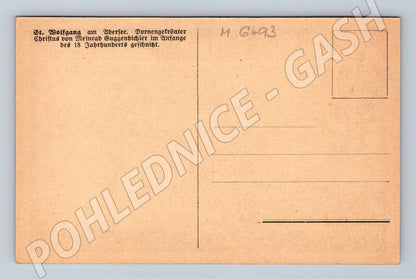 St. Wolfgang am Abersee. Dornengekrönter
Christus von Meinrad Guggenbichler im Anfange
des 18 Jahrhunderts geschnitzt.
M 6493
POHLEDNICE - GASH